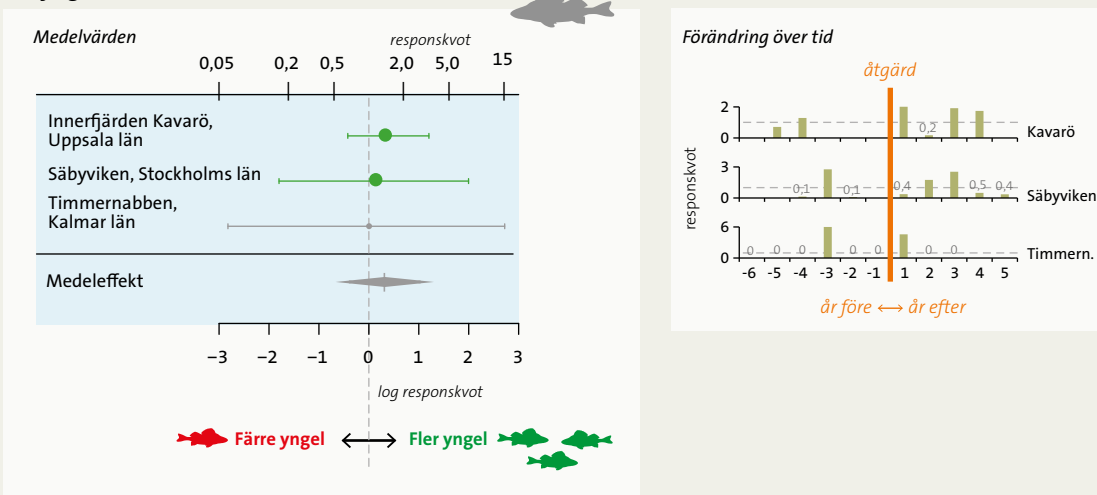 Medelvärden
responskvot
0,05 0,2 0,5 2,0 5,0 15
Innerfjärden Kavarö,
Uppsala län
Säbyviken, Stockholms län
Timmernabben,
Kalmar län
Medeleffekt
−3 −2 −1 0 1 2 3
log responskvot
Färre yngel Fler yngel
Förändring över tid
åtgärd
responskvot
2
0,2
0
Kavarö
3
0,1 0,1 0,4 0,5 0,4
0
Säbyviken
6
0 0 0 0 0 0 0
0
Timmern.
-6 -5 -4 -3 -2 -1 1 2 3 4 5
år före ⟷ år efter